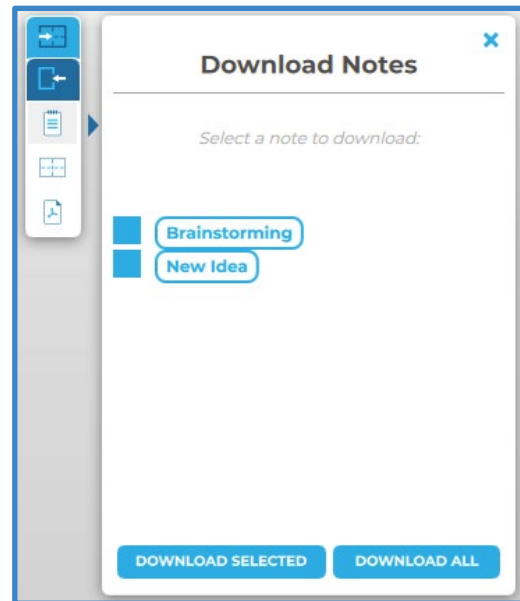 Download Notes
Select a note to download:
Brainstorming
New Idea
DOWNLOAD SELECTED
DOWNLOAD ALL